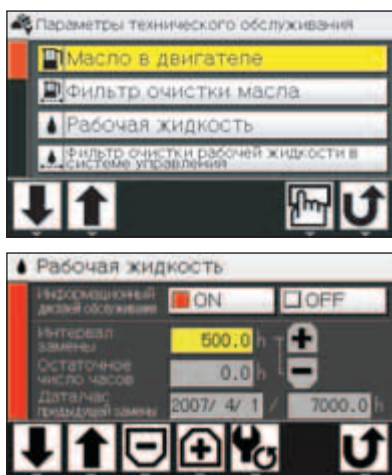 Параметры технического обслуживания
Масло в двигателе
Фильтр очистки масла
Рабочая жидкость
Фильтр очистки рабочей жидкости в
системе управления
Рабочая жидкость
Информационный
дисплей обслуживания
ON
OFF
Интервал
замены
500.0 h
Остаточное
число часов
0.0 h
Дата/час
предыдущей замены
2007/ 4/ 1 / 7000.0 h